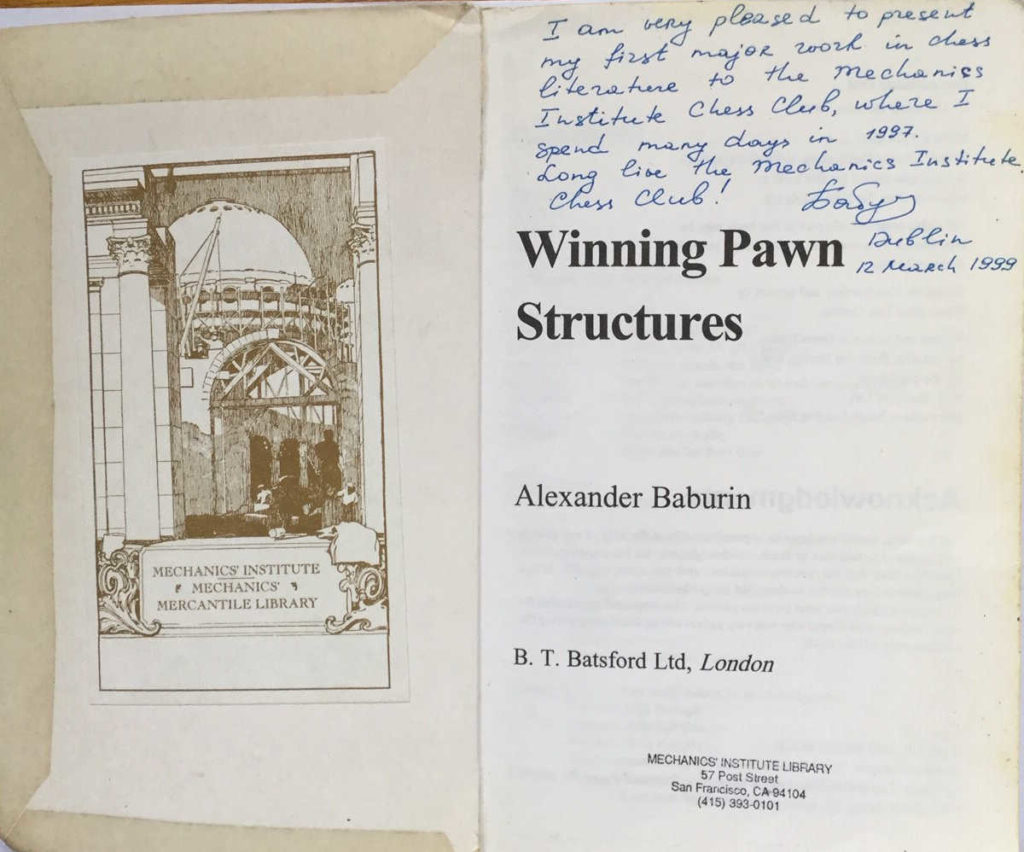 MECHANICS' INSTITUTE
MECHANICS'
MERCANTILE LIBRARY
I am very pleased to present
my first major work in chess
literature to the Mechanics
Institute Chess Club, where I
spend many days in 1997.
Long live the Mechanics Institute
Chess Club!
Dublin
12 March 1999
Winning Pawn
Structures
Alexander Baburin
B. T. Batsford Ltd, London
MECHANICS' INSTITUTE LIBRARY
57 Post Street
San Francisco, CA 94104
(415) 393-0101